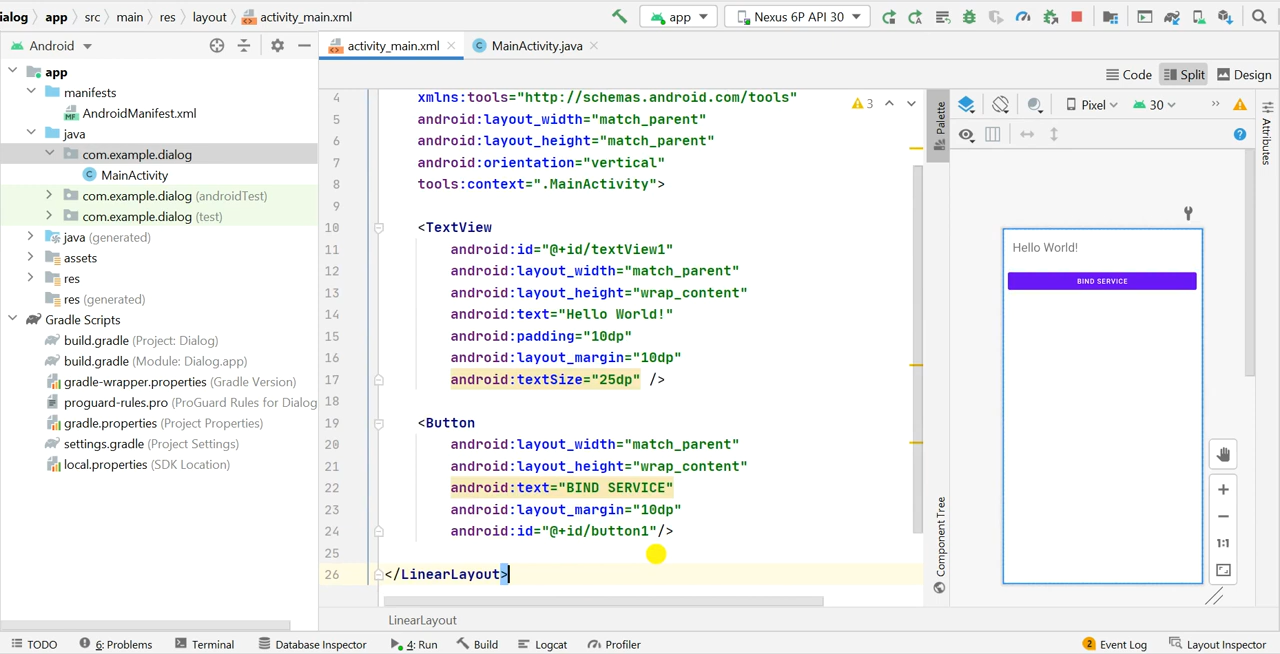 ialog app src main res layout activity_main.xml
app Nexus 6P API 30
Android
activity_main.xml
MainActivity.java
Code Split Design
app
manifests
AndroidManifest.xml
java
com.example.dialog
MainActivity
com.example.dialog (androidTest)
com.example.dialog (test)
java (generated)
assets
res
res (generated)
Gradle Scripts
build.gradle (Project: Dialog)
build.gradle (Module: Dialog.app)
gradle-wrapper.properties (Gradle Version)
proguard-rules.pro (ProGuard Rules for Dialog
gradle.properties (Project Properties)
settings.gradle (Project Settings)
local.properties (SDK Location)
4 xmlns:tools="http://schemas.android.com/tools"
5 android:layout_width="match_parent"
6 android:layout_height="match_parent"
7 android:orientation="vertical"
8 tools:context=".MainActivity">
9
10 <TextView
11 android:id="@+id/textView1"
12 android:layout_width="match_parent"
13 android:layout_height="wrap_content"
14 android:text="Hello World!"
15 android:padding="10dp"
16 android:layout_margin="10dp"
17 android:textSize="25dp" />
18
19 <Button
20 android:layout_width="match_parent"
21 android:layout_height="wrap_content"
22 android:text="BIND SERVICE"
23 android:layout_margin="10dp"
24 android:id="@+id/button1"/>
25
26 </LinearLayout>
3
LinearLayout
Palette
Component Tree
Pixel 30 »
?
Hello World!
BIND SERVICE
1:1
Attributes
TODO 6: Problems Terminal Database Inspector 4: Run Build Logcat Profiler 2 Event Log Layout Inspector